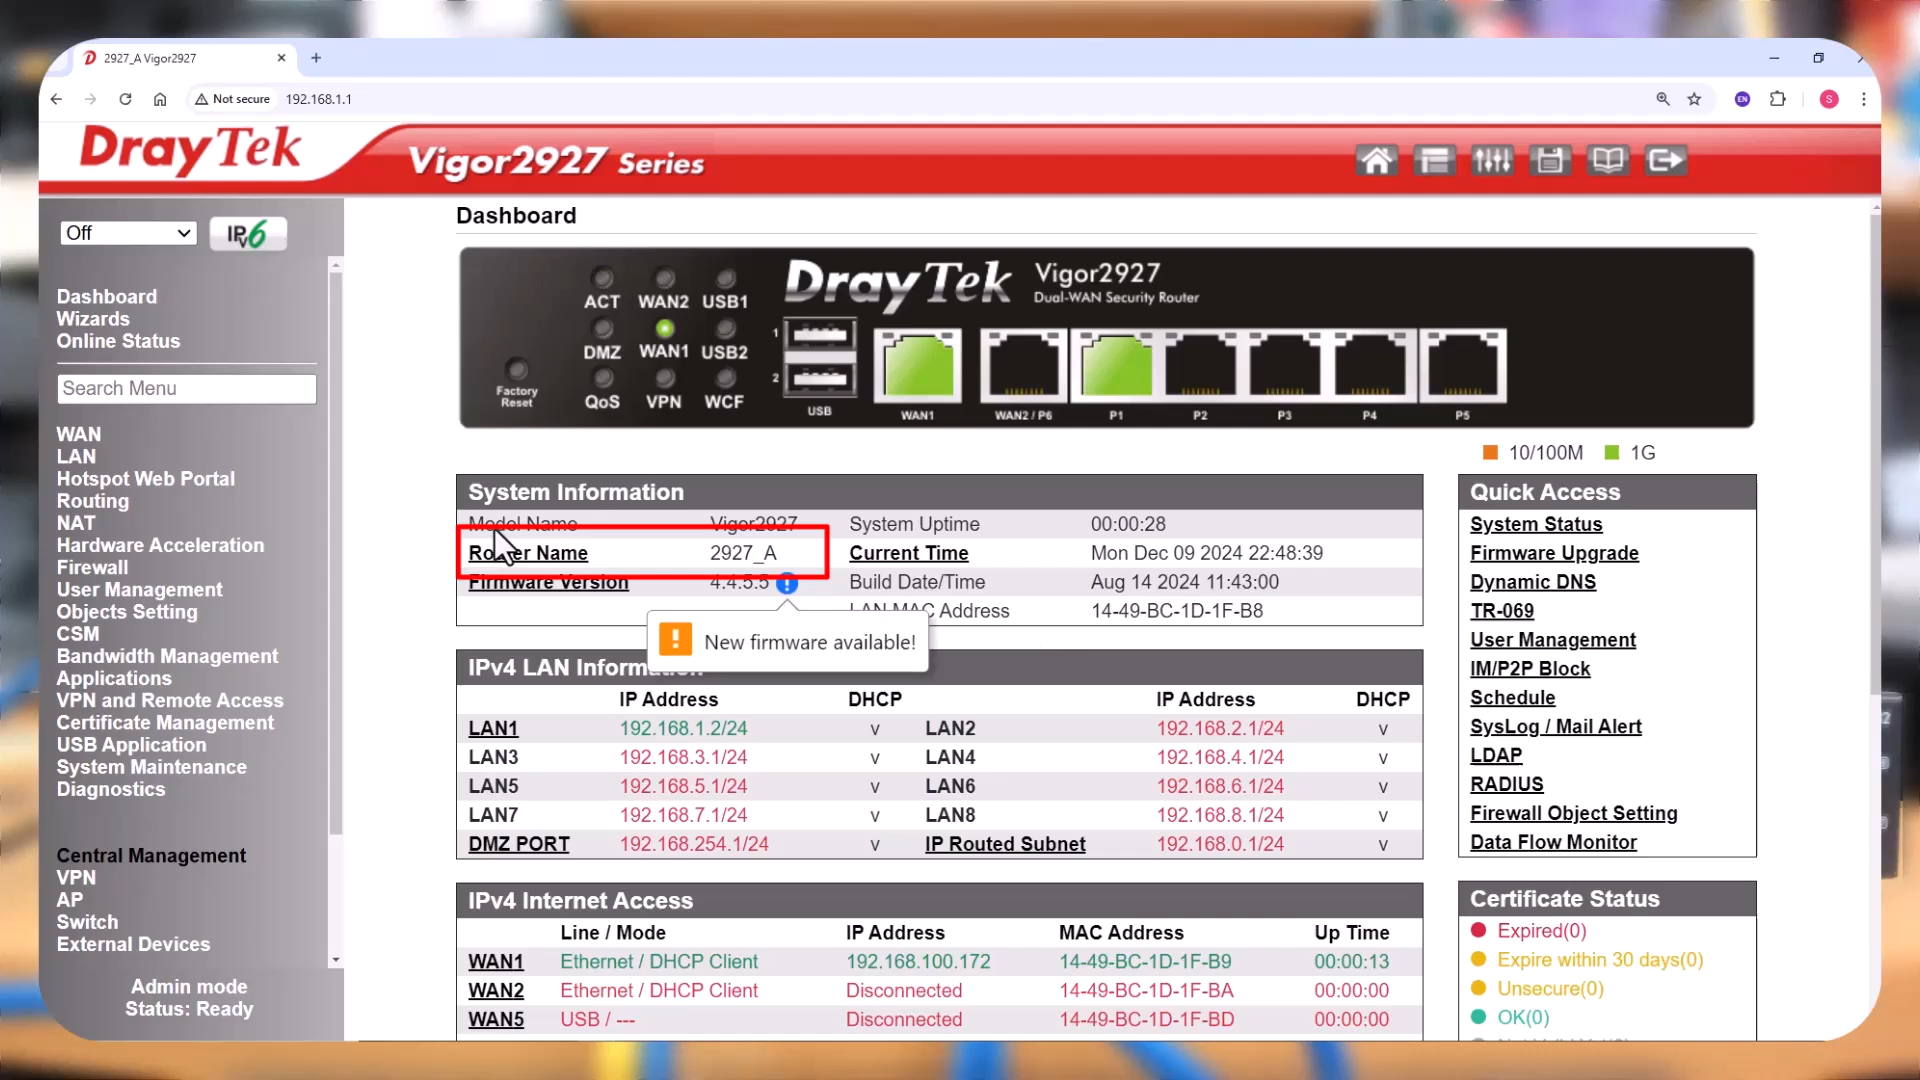 2927_A Vigor2927
Not secure 192.168.1.1
EN
S
DrayTek
Vigor2927 Series
Off
IPv6
Dashboard
Wizards
Online Status
Search Menu
WAN
LAN
Hotspot Web Portal
Routing
NAT
Hardware Acceleration
Firewall
User Management
Objects Setting
CSM
Bandwidth Management
Applications
VPN and Remote Access
Certificate Management
USB Application
System Maintenance
Diagnostics
Central Management
VPN
AP
Switch
External Devices
Admin mode
Status: Ready
Dashboard
ACT WAN2 USB1
DMZ WAN1 USB2
QoS VPN WCF
Factory
Reset
DrayTek Vigor2927
Dual-WAN Security Router
1
2
USB WAN1 WAN2 / P6 P1 P2 P3 P4 P5
10/100M 1G
System Information
Model Name Vigor2927 System Uptime 00:00:28
Router Name 2927_A Current Time Mon Dec 09 2024 22:48:39
Firmware Version 4.4.5.5 Build Date/Time Aug 14 2024 11:43:00
LAN MAC Address 14-49-BC-1D-1F-B8
New firmware available!
IPv4 LAN Information
IP Address DHCP IP Address DHCP
LAN1 192.168.1.2/24 v LAN2 192.168.2.1/24 v
LAN3 192.168.3.1/24 v LAN4 192.168.4.1/24 v
LAN5 192.168.5.1/24 v LAN6 192.168.6.1/24 v
LAN7 192.168.7.1/24 v LAN8 192.168.8.1/24 v
DMZ PORT 192.168.254.1/24 v IP Routed Subnet 192.168.0.1/24 v
IPv4 Internet Access
Line / Mode IP Address MAC Address Up Time
WAN1 Ethernet / DHCP Client 192.168.100.172 14-49-BC-1D-1F-B9 00:00:13
WAN2 Ethernet / DHCP Client Disconnected 14-49-BC-1D-1F-BA 00:00:00
WAN5 USB / --- Disconnected 14-49-BC-1D-1F-BD 00:00:00
Quick Access
System Status
Firmware Upgrade
Dynamic DNS
TR-069
User Management
IM/P2P Block
Schedule
SysLog / Mail Alert
LDAP
RADIUS
Firewall Object Setting
Data Flow Monitor
Certificate Status
Expired(0)
Expire within 30 days(0)
Unsecure(0)
OK(0)